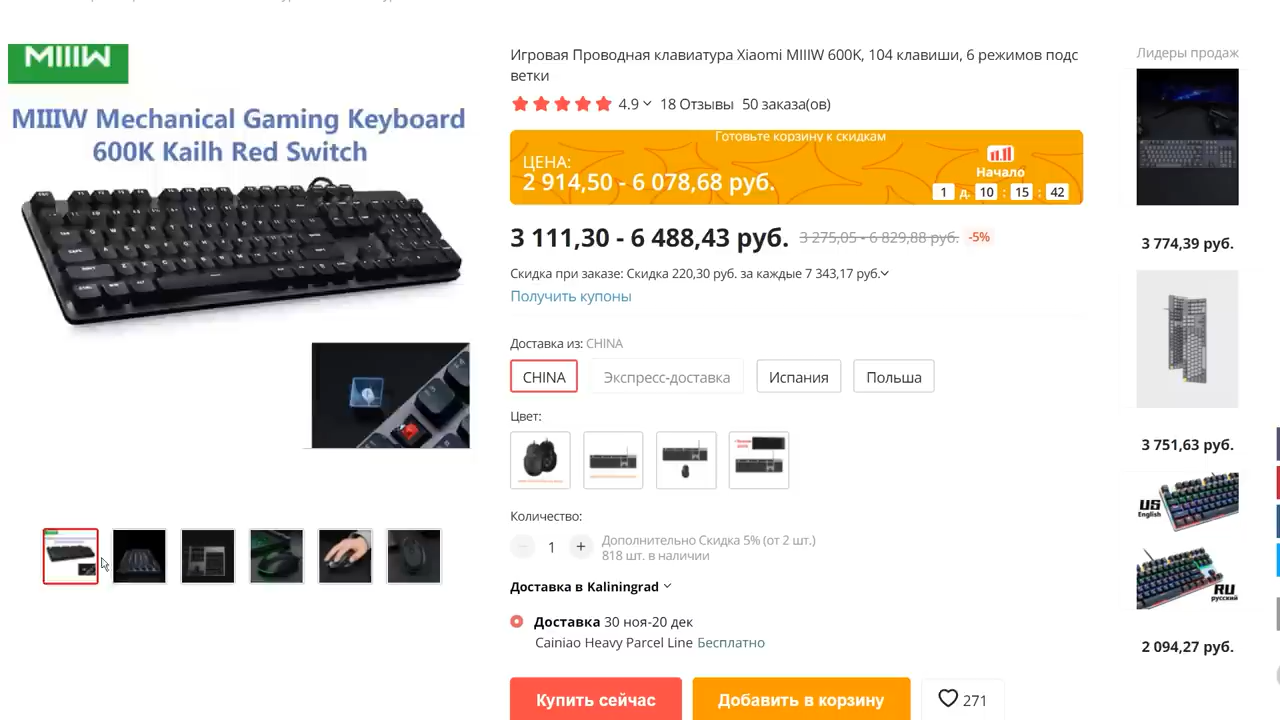 MIIIW
MIIIW Mechanical Gaming Keyboard
600K Kailh Red Switch
Игровая Проводная клавиатура Xiaomi MIIIW 600K, 104 клавиши, 6 режимов подс
ветки
4.9 18 Отзывы 50 заказа(ов)
Готовьте корзину к скидкам
ЦЕНА:
2 914,50 - 6 078,68 руб.
Начало
1 д. 10 : 15 : 42
3 111,30 - 6 488,43 руб. 3 275,05 - 6 829,88 руб. -5%
Скидка при заказе: Скидка 220,30 руб. за каждые 7 343,17 руб.
Получить купоны
Доставка из: CHINA
CHINA Экспресс-доставка Испания Польша
Цвет:
Количество:
1 + Дополнительно Скидка 5% (от 2 шт.)
818 шт. в наличии
Доставка в Kaliningrad
Доставка 30 ноя-20 дек
Cainiao Heavy Parcel Line Бесплатно
Купить сейчас Добавить в корзину 271
Лидеры продаж
3 774,39 руб.
3 751,63 руб.
US
English
RU
русский
2 094,27 руб.